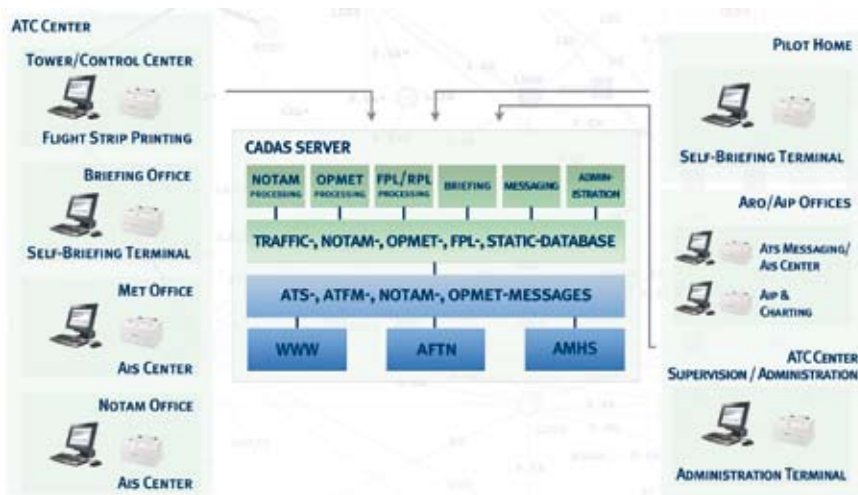 ATC CENTER
TOWER/CONTROL CENTER
FLIGHT STRIP PRINTING
BRIEFING OFFICE
SELF-BRIEFING TERMINAL
MET OFFICE
AIS CENTER
NOTAM OFFICE
AIS CENTER
CADAS SERVER
NOTAM
PROCESSING
OPMET
PROCESSING
FPL/RPL
PROCESSING
BRIEFING
MESSAGING
ADMIN-
ISTRATION
TRAFFIC-, NOTAM-, OPMET-, FPL-, STATIC-DATABASE
ATS-, ATFM-, NOTAM-, OPMET-MESSAGES
WWW
AFTN
AMHS
PILOT HOME
SELF-BRIEFING TERMINAL
ARO/AIP OFFICES
ATS MESSAGING/
AIS CENTER
AIP &
CHARTING
ATC CENTER
SUPERVISION / ADMINISTRATION
ADMINISTRATION TERMINAL